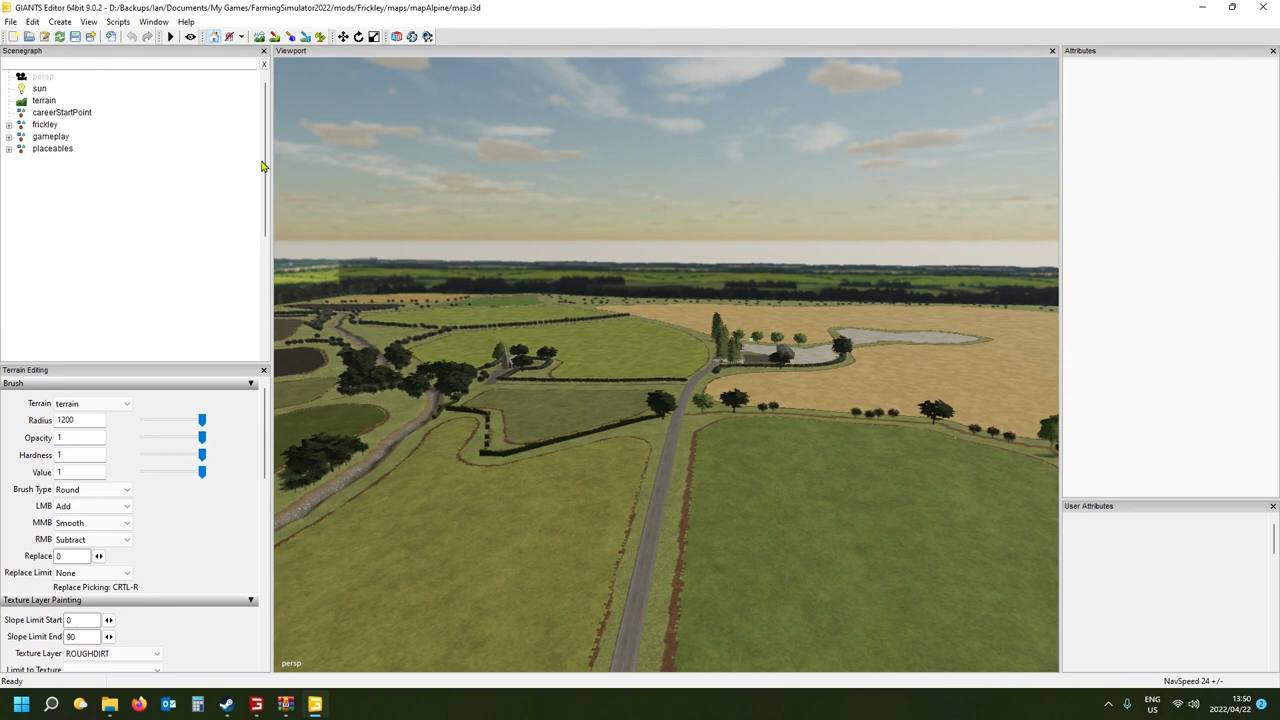 GIANTS Editor 64bit 9.0.2 - D:/Backups/Ian/Documents/My Games/FarmingSimulator2022/mods/Frickley/maps/mapAlpine/map.i3d
File Edit Create View Scripts Window Help
Scenegraph
persp
sun
terrain
careerStartPoint
frickley
gameplay
placeables
Terrain Editing
Brush
Terrain terrain
Radius 1200
Opacity 1
Hardness 1
Value 1
Brush Type Round
LMB Add
MMB Smooth
RMB Subtract
Replace 0
Replace Limit None
Replace Picking: CRTL-R
Texture Layer Painting
Slope Limit Start 0
Slope Limit End 90
Texture Layer ROUGHDIRT
Limit to Texture
Ready
Viewport
persp
Attributes
User Attributes
NavSpeed 24 +/-
ENG
US
13:50
2022/04/22
2